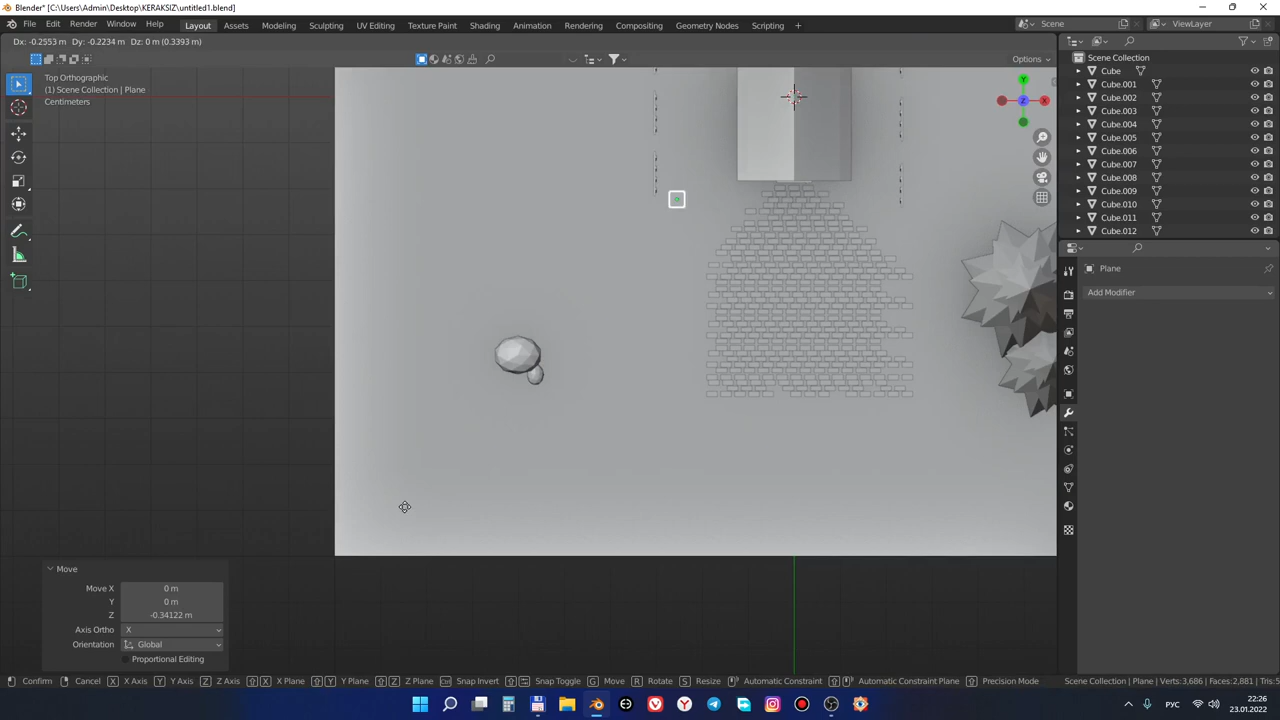 Blender* [C:\Users\Admin\Desktop\KERAKSIZ\untitled1.blend]
File Edit Render Window Help Layout Assets Modeling Sculpting UV Editing Texture Paint Shading Animation Rendering Compositing Geometry Nodes Scripting Scene ViewLayer
Dx: -0.2553 m Dy: -0.2234 m Dz: 0 m (0.3393 m)
Options
Top Orthographic
(1) Scene Collection | Plane
Centimeters
Y
Z
X
Scene Collection
Cube
Cube.001
Cube.002
Cube.003
Cube.004
Cube.005
Cube.006
Cube.007
Cube.008
Cube.009
Cube.010
Cube.011
Cube.012
Plane
Add Modifier
Move
Move X 0 m
Y 0 m
Z -0.34122 m
Axis Ortho X
Orientation Global
Proportional Editing
Confirm Cancel X X Axis Y Y Axis Z Z Axis X X Plane Y Y Plane Z Z Plane Snap Invert Snap Toggle G Move R Rotate S Resize Automatic Constraint Automatic Constraint Plane Precision Mode Scene Collection | Plane Verts:3,686 Faces:2,881 Tris:5
РУС
22:26
23.01.2022